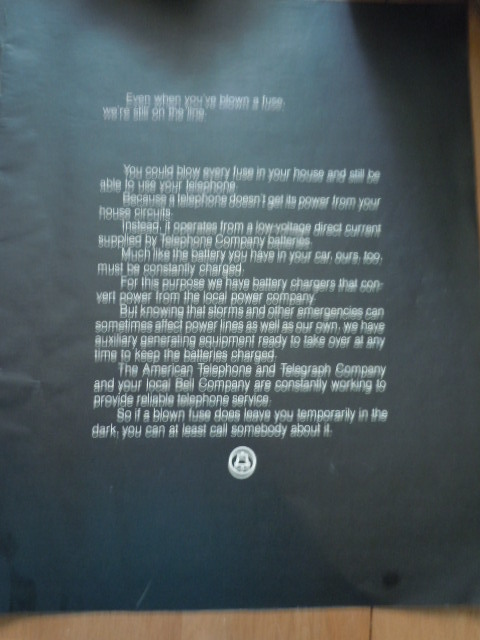 Even when you've blown a fuse,
we're still on the line.
You could blow every fuse in your house and still be
able to use your telephone.
Because a telephone doesn't get its power from your
house circuits.
Instead, it operates from a low-voltage direct current
supplied by Telephone Company batteries.
Much like the battery you have in your car, ours, too,
must be constantly charged.
For this purpose we have battery chargers that con-
vert power from the local power company.
But knowing that storms and other emergencies can
sometimes affect power lines as well as our own, we have
auxiliary generating equipment ready to take over at any
time to keep the batteries charged.
The American Telephone and Telegraph Company
and your local Bell Company are constantly working to
provide reliable telephone service.
So if a blown fuse does leave you temporarily in the
dark, you can at least call somebody about it.